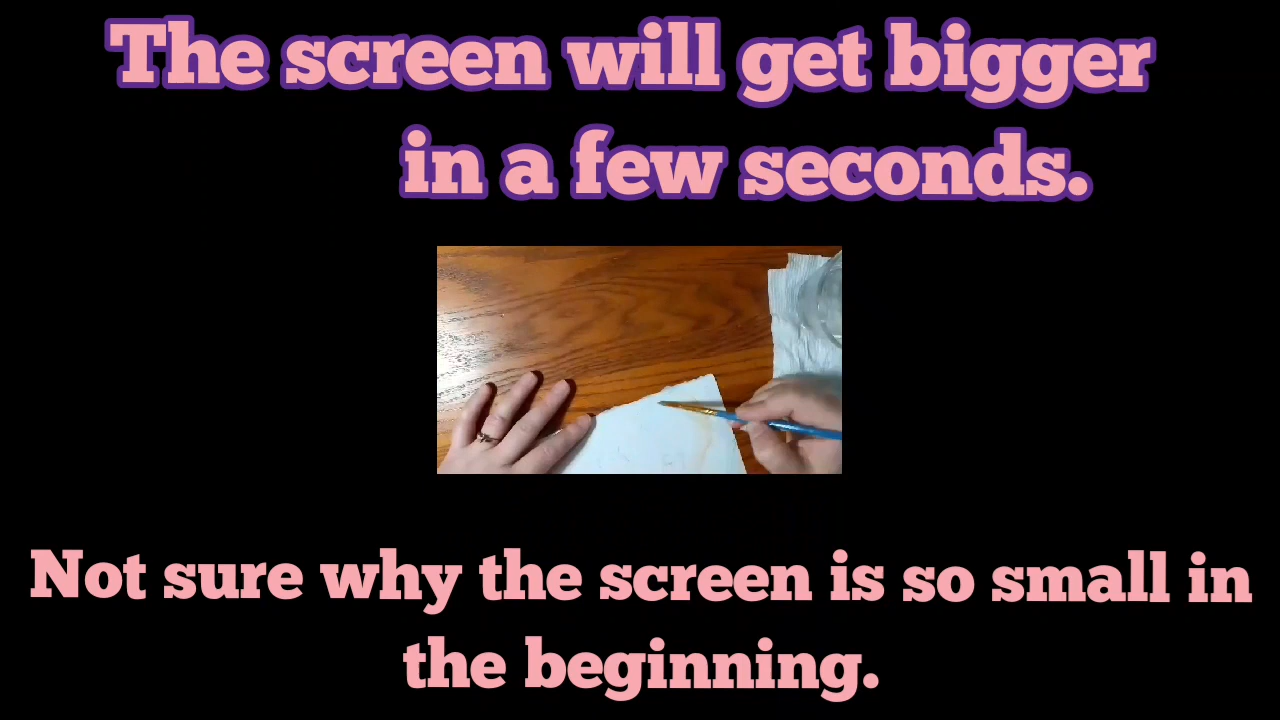 The screen will get bigger
in a few seconds.
Not sure why the screen is so small in
the beginning.